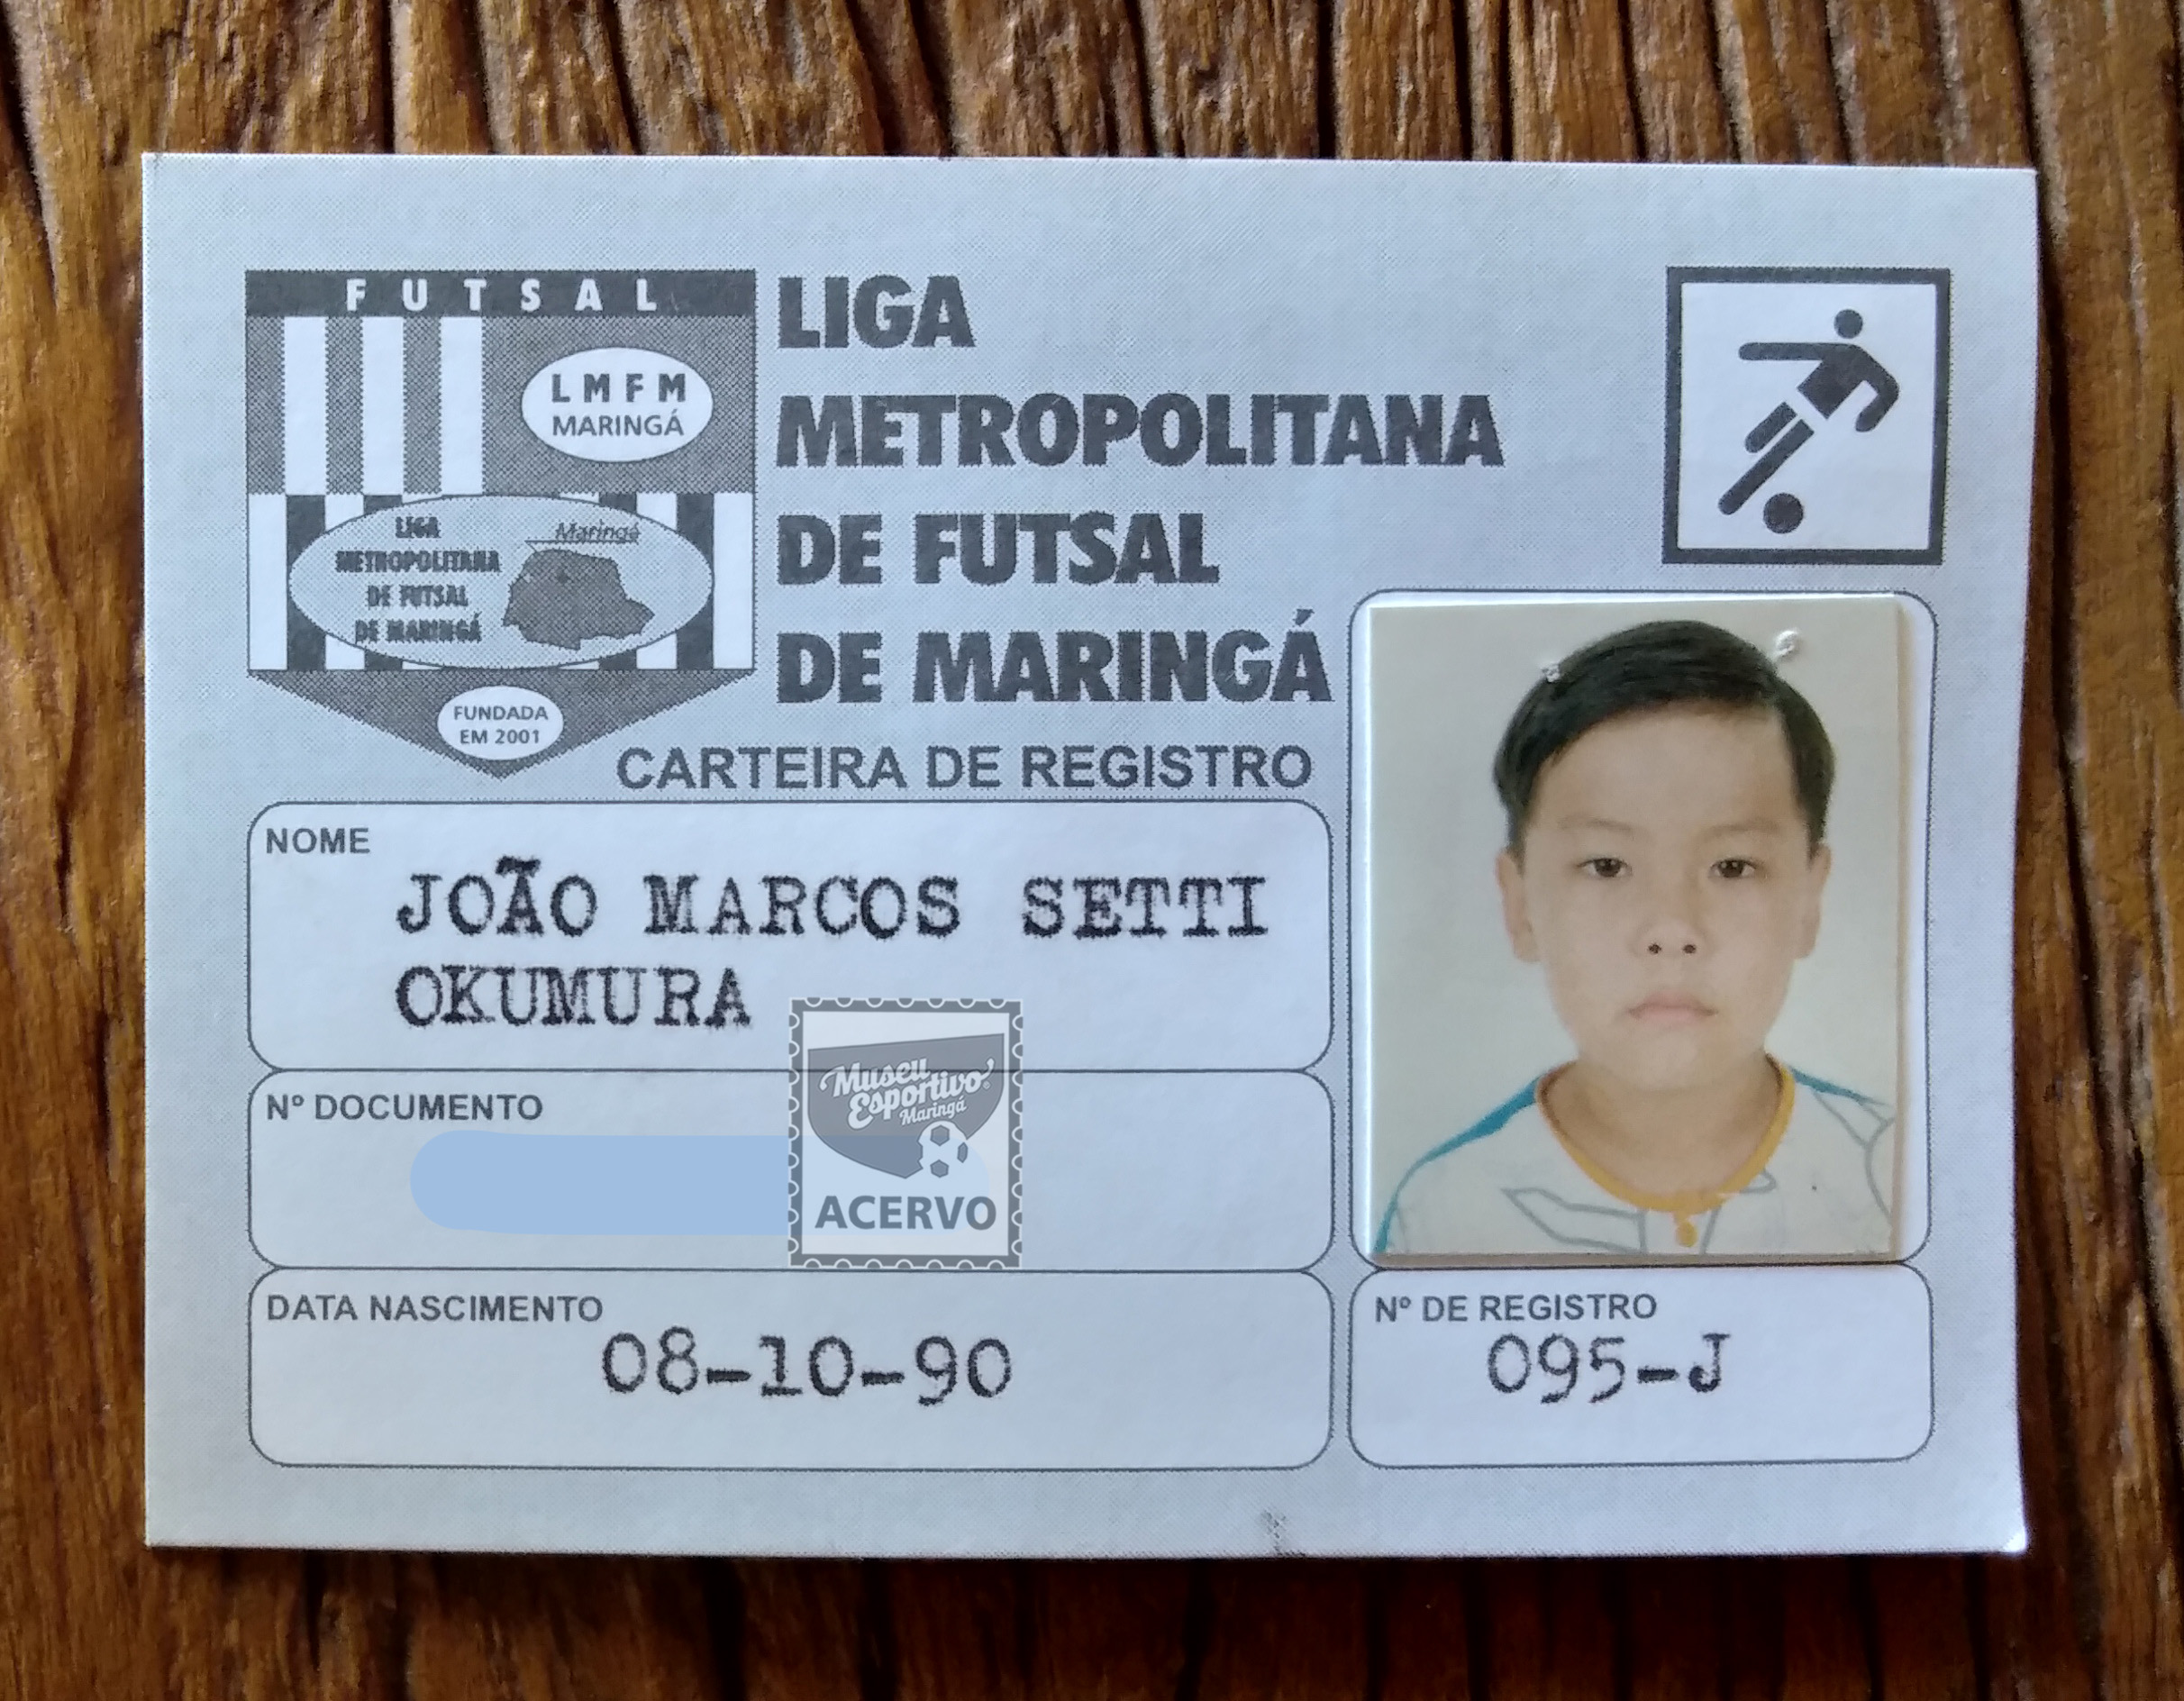 FUTSAL
LMFM
MARINGÁ
LIGA
METROPOLITANA
DE FUTSAL
DE MARINGÁ
Maringá
FUNDADA
EM 2001
LIGA
METROPOLITANA
DE FUTSAL
DE MARINGÁ
CARTEIRA DE REGISTRO
NOME
JOÃO MARCOS SETTI
OKUMURA
Nº DOCUMENTO
Museu
Esportivo
Maringá
ACERVO
DATA NASCIMENTO
08-10-90
Nº DE REGISTRO
095-J